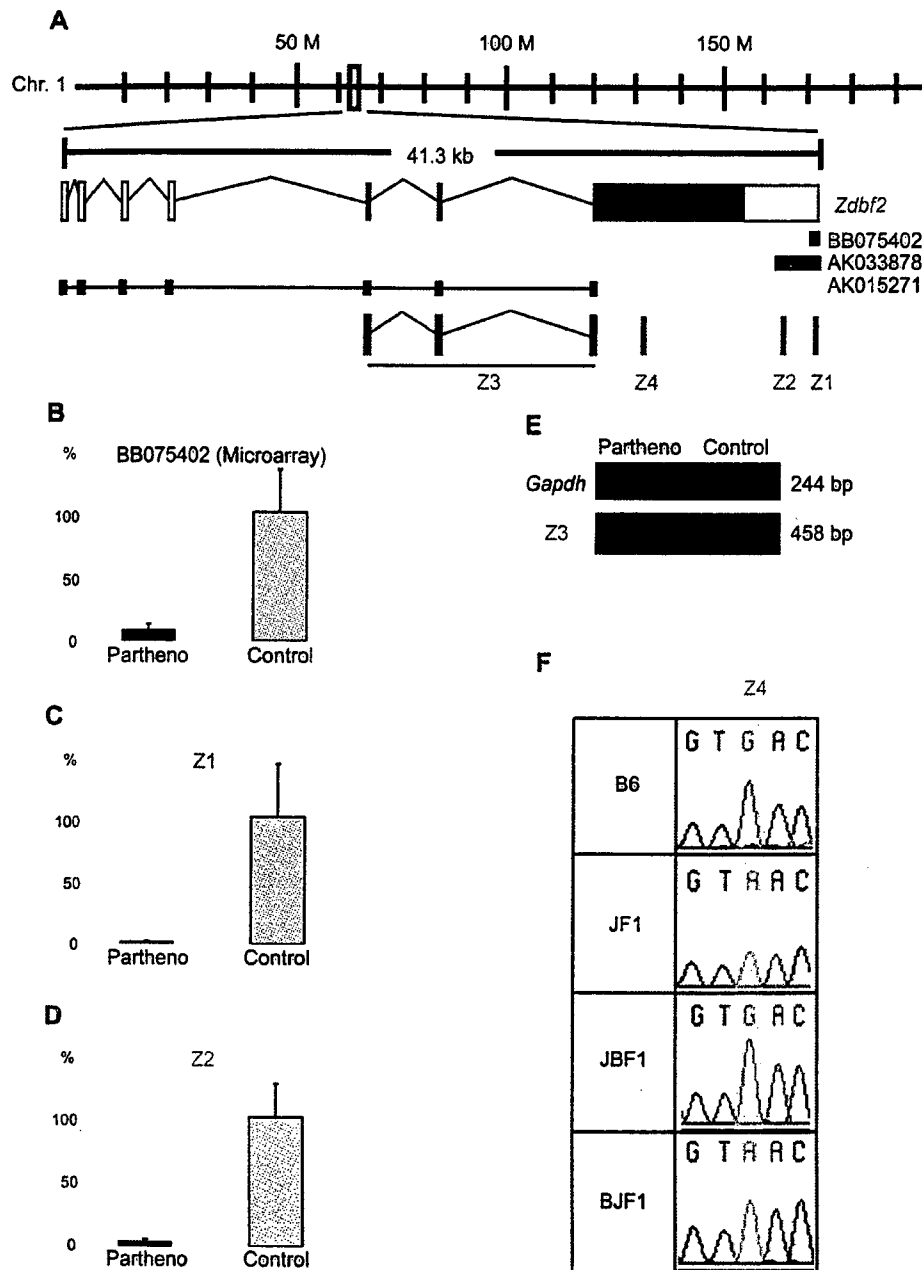 A
50 M 100 M 150 M
Chr. 1
41.3 kb
Zdbf2
BB075402
AK033878
AK015271
Z3 Z4 Z2 Z1
B
%
BB075402 (Microarray)
100
50
0
Partheno Control
C
%
Z1
100
50
0
Partheno Control
D
%
Z2
100
50
0
Partheno Control
E
Partheno Control
Gapdh 244 bp
Z3 458 bp
F
Z4
B6
G T G A C
JF1
G T A A C
JBF1
G T G A C
BJF1
G T A A C